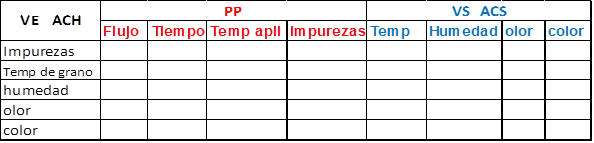 VE ACH PP VS ACS
Flujo Tiempo Temp apli Impurezas Temp Humedad olor color
Impurezas
Temp de grano
humedad
olor
color